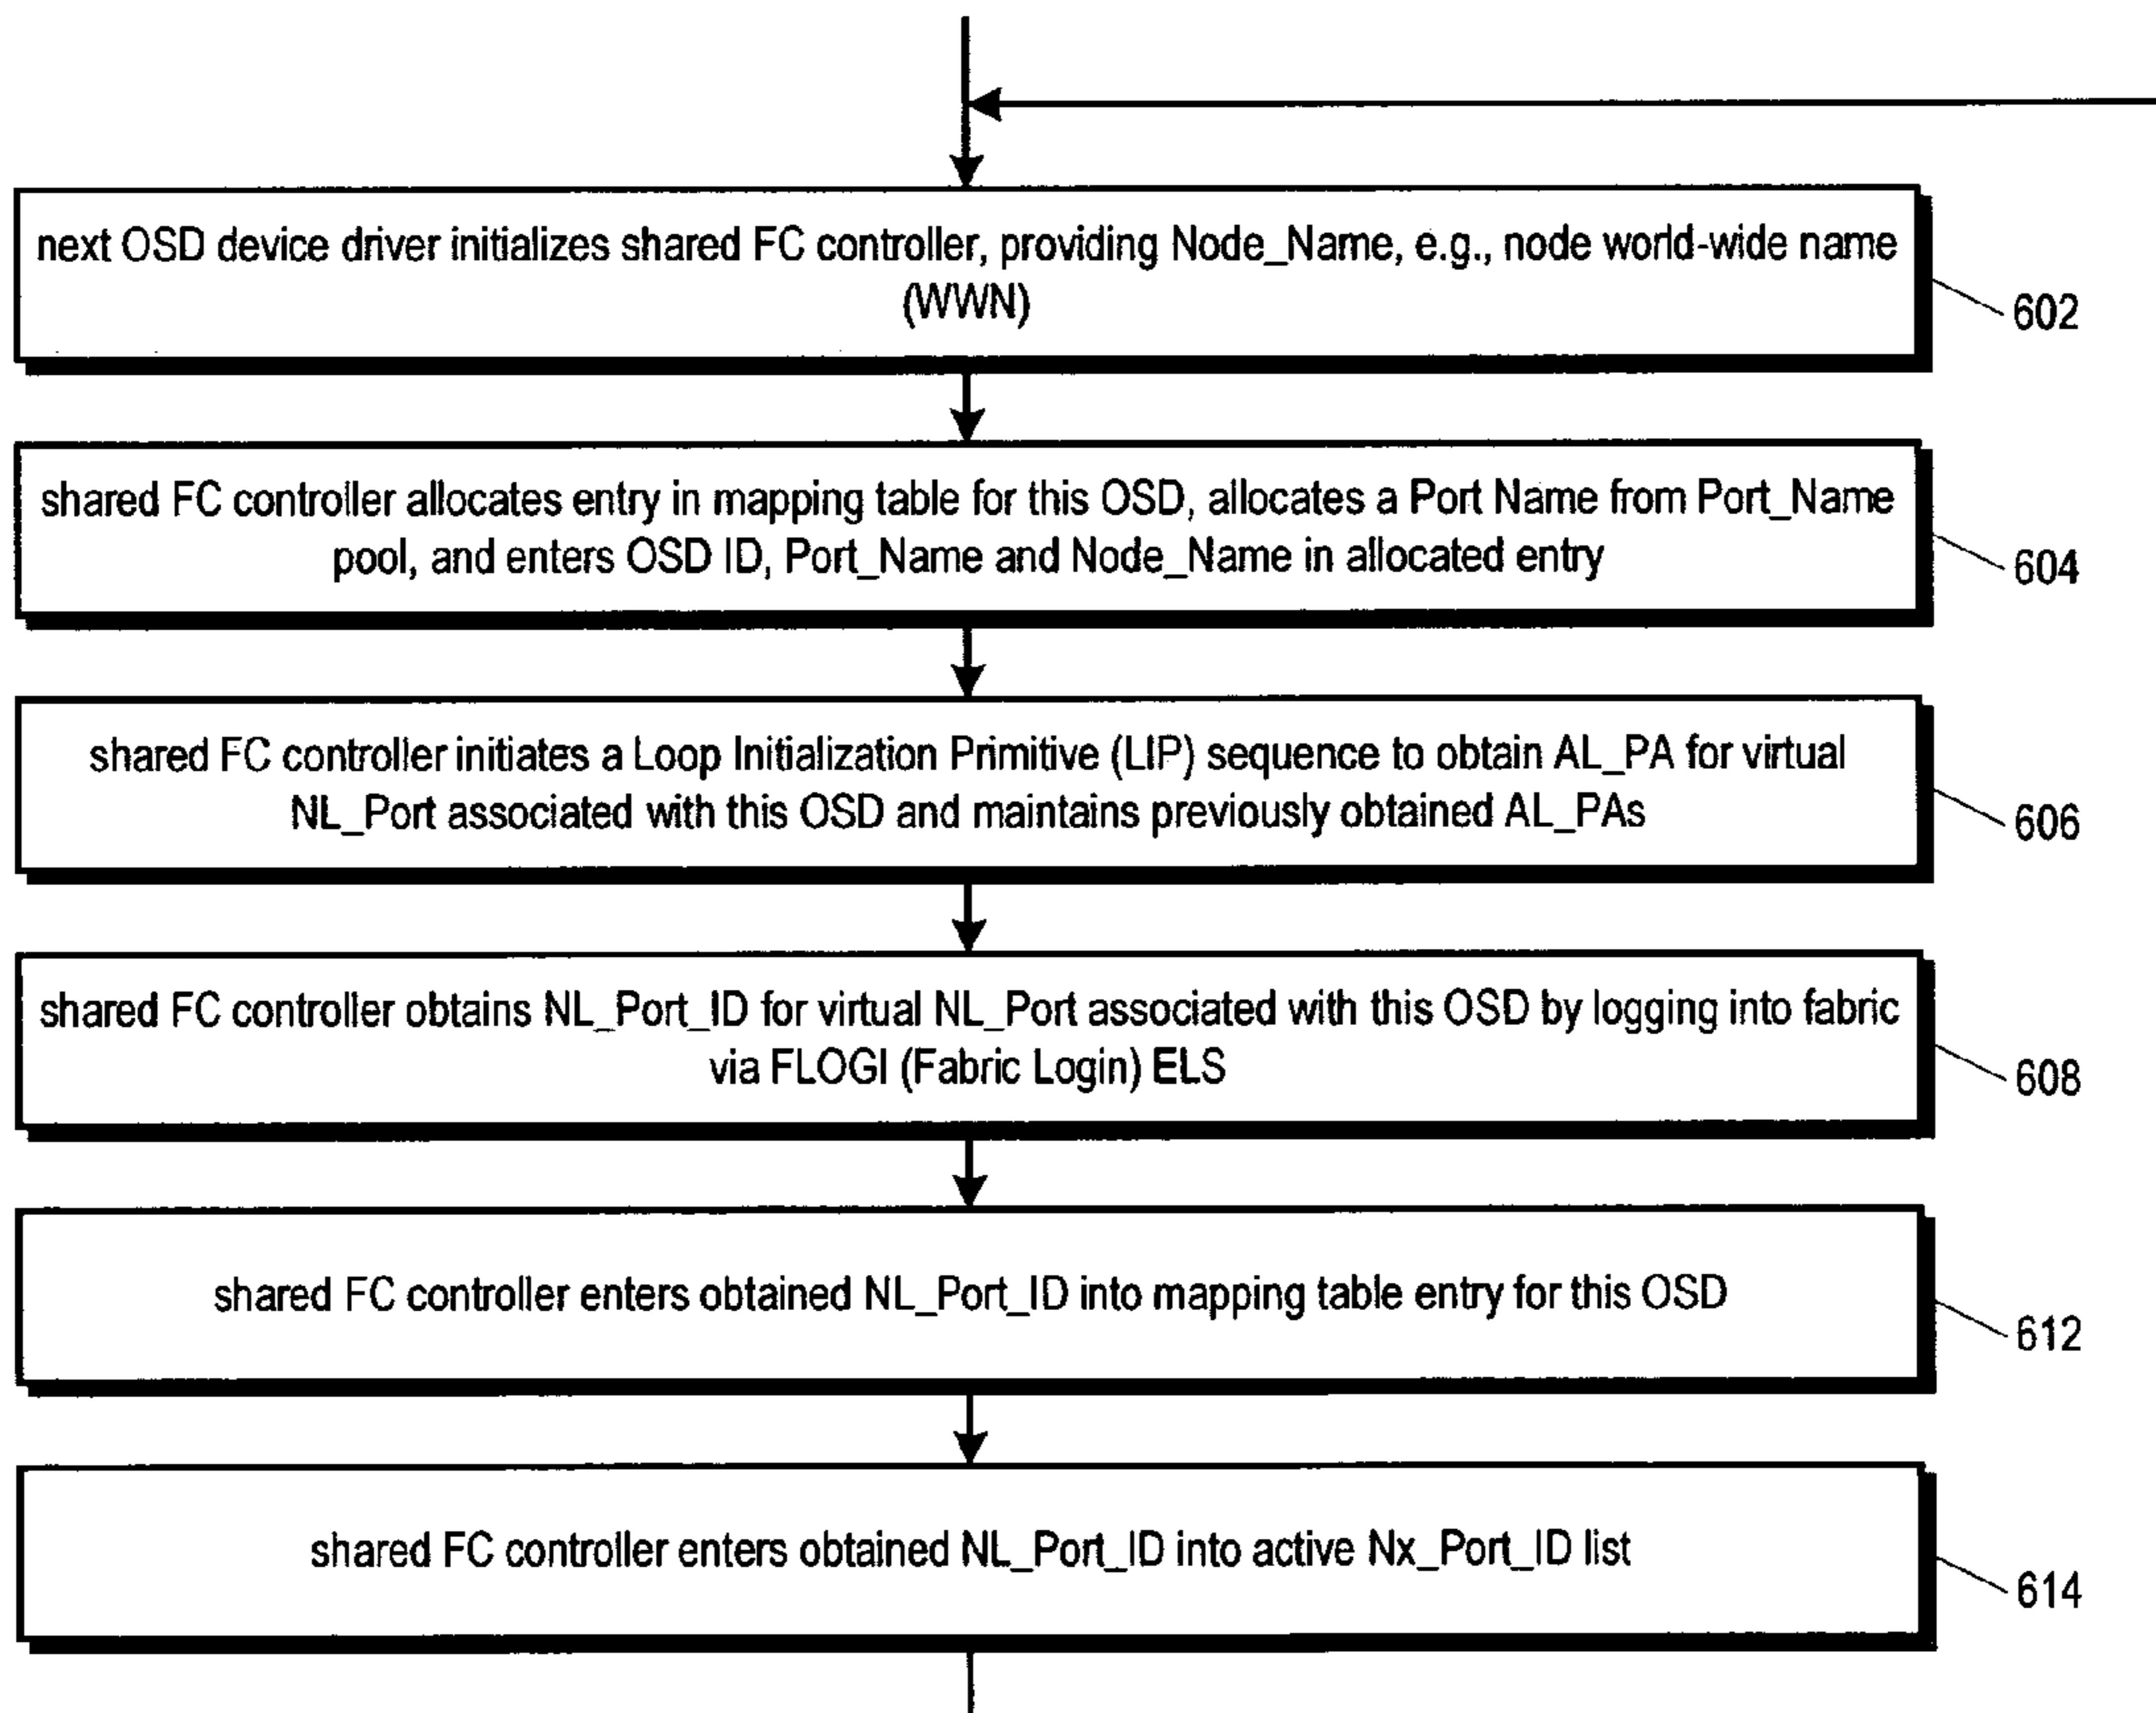 next OSD device driver initializes shared FC controller, providing Node_Name, e.g., node world-wide name
(WWN)
602
shared FC controller allocates entry in mapping table for this OSD, allocates a Port Name from Port_Name
pool, and enters OSD ID, Port_Name and Node_Name in allocated entry
604
shared FC controller initiates a Loop Initialization Primitive (LIP) sequence to obtain AL_PA for virtual
NL_Port associated with this OSD and maintains previously obtained AL_PAs
606
shared FC controller obtains NL_Port_ID for virtual NL_Port associated with this OSD by logging into fabric
via FLOGI (Fabric Login) ELS
608
shared FC controller enters obtained NL_Port_ID into mapping table entry for this OSD
612
shared FC controller enters obtained NL_Port_ID into active Nx_Port_ID list
614